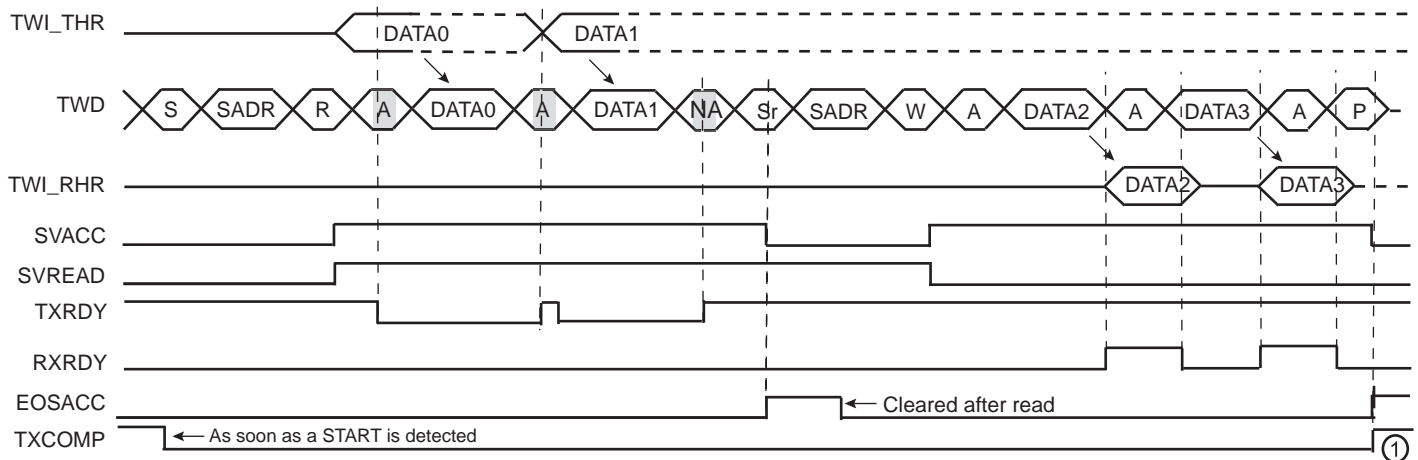 TWI_THR DATA0 DATA1
TWD S SADR R A DATA0 A DATA1 NA Sr SADR W A DATA2 A DATA3 A P
TWI_RHR DATA2 DATA3
SVACC
SVREAD
TXRDY
RXRDY
EOSACC Cleared after read
TXCOMP As soon as a START is detected 1